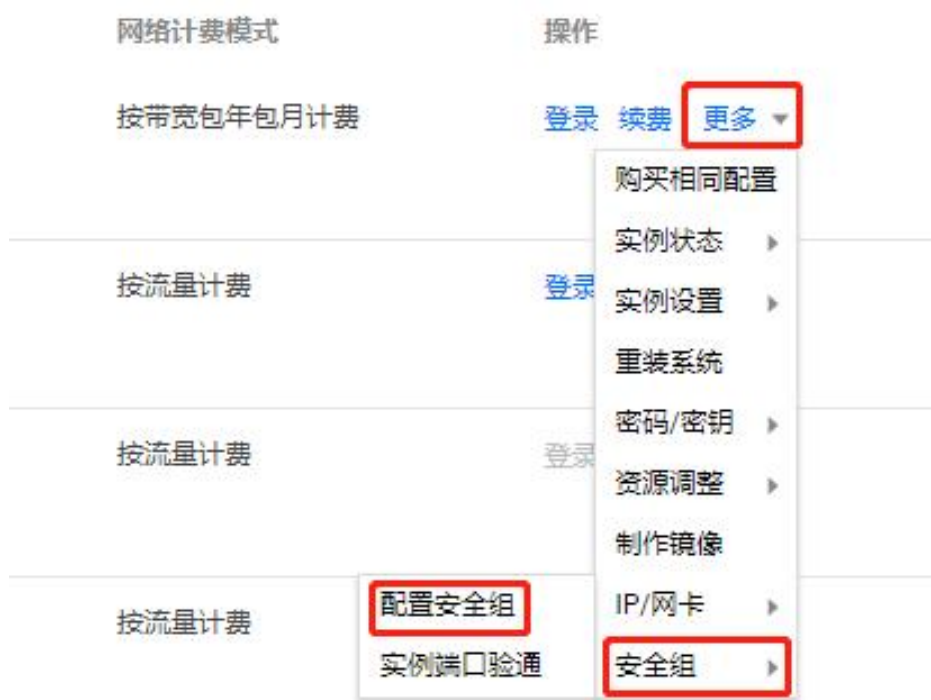 网络计费模式 操作
按带宽包年包月计费 登录 续费 更多
购买相同配置
实例状态
按流量计费 登录
实例设置
重装系统
密码/密钥
按流量计费 登录
资源调整
制作镜像
配置安全组 IP/网卡
按流量计费
实例端口验通 安全组